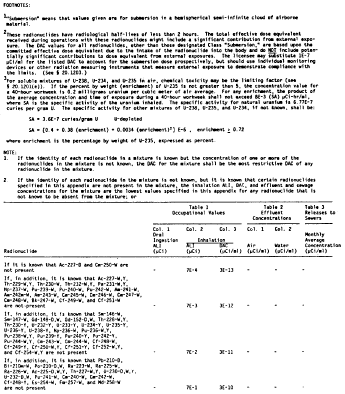 FOOTNOTES:
1"Submersion" means that values given are for submersion in a hemispherical semi-infinite cloud of airborne
material.
2These radionuclides have radiological half-lives of less than 2 hours. The total effective dose equivalent
received during operations with these radionuclides might include a significant contribution from external expo-
sure. The DAC values for all radionuclides, other than those designated Class "Submersion," are based upon the
committed effective dose equivalent due to the intake of the radionuclide into the body and do NOT include poten-
tially significant contributions to dose equivalent from external exposures. The licensee may substitute 1E-7
μCi/ml for the listed DAC to account for the submersion dose prospectively, but should use individual monitoring
devices or other radiation measuring instruments that measure external exposure to demonstrate compliance with
the limits. (See § 20.1203.)
3For soluble mixtures of U-238, U-234, and U-235 in air, chemical toxicity may be the limiting factor (see
§ 20.1201(e)). If the percent by weight (enrichment) of U-235 is not greater than 5, the concentration value for
a 40-hour workweek is 0.2 milligrams uranium per cubic meter of air average. For any enrichment, the product of
the average concentration and time of exposure during a 40-hour workweek shall not exceed 8E-3 (SA) μCi-hr/ml,
where SA is the specific activity of the uranium inhaled. The specific activity for natural uranium is 6.77E-7
curies per gram U. The specific activity for other mixtures of U-238, U-235, and U-234, if not known, shall be:
SA = 3.6E-7 curies/gram U U-depleted
SA = [0.4 + 0.38 (enrichment) + 0.0034 (enrichment)2] E-6 , enrichment ≥ 0.72
where enrichment is the percentage by weight of U-235, expressed as percent.
NOTE:
1. If the identity of each radionuclide in a mixture is known but the concentration of one or more of the
radionuclides in the mixture is not known, the DAC for the mixture shall be the most restrictive DAC of any
radionuclide in the mixture.
2. If the identity of each radionuclide in the mixture is not known, but it is known that certain radionuclides
specified in this appendix are not present in the mixture, the inhalation ALI, DAC, and effluent and sewage
concentrations for the mixture are the lowest values specified in this appendix for any radionuclide that is
not known to be absent from the mixture; or
Table 1 Table 2 Table 3
Occupational Values Effluent Releases to
Concentrations Sewers
Col. 1 Col. 2 Col. 3 Col. 1 Col. 2
Oral Monthly
Ingestion Inhalation Average
ALI ALI DAC Air Water Concentration
Radionuclide (μCi) (μCi) (μCi/ml) (μCi/ml) (μCi/ml) (μCi/ml)
If it is known that Ac-227-D and Cm-250-W are
not present - 7E-4 3E-13 - - -
If, in addition, it is known that Ac-227-W,Y,
Th-229-W,Y, Th-230-W, Th-232-W,Y, Pa-231-W,Y,
Np-237-W, Pu-239-W, Pu-240-W, Pu-242-W, Am-241-W,
Am-242m-W, Am-243-W, Cm-245-W, Cm-246-W, Cm-247-W,
Cm-248-W, Bk-247-W, Cf-249-W, and Cf-251-W
are not present - 7E-3 3E-12 - - -
If, in addition, it is known that Sm-146-W,
Sm-147-W, Gd-148-D,W, Gd-152-D,W, Th-228-W,Y,
Th-230-Y, U-232-Y, U-233-Y, U-234-Y, U-235-Y,
U-236-Y, U-238-Y, Np-236-W, Pu-236-W,Y,
Pu-238-W,Y, Pu-239-Y, Pu-240-Y, Pu-242-Y,
Pu-244-W,Y, Cm-243-W, Cm-244-W, Cf-248-W,
Cf-249-Y, Cf-250-W,Y, Cf-251-Y, Cf-252-W,Y,
and Cf-254-W,Y are not present - 7E-2 3E-11 - - -
If, in addition, it is known that Pb-210-D,
Bi-210m-W, Po-210-D,W, Ra-223-W, Ra-225-W,
Ra-226-W, Ac-225-D,W,Y, Th-227-W,Y, U-230-D,W,Y,
U-232-D,W, Pu-241-W, Cm-240-W, Cm-242-W,
Cf-248-Y, Es-254-W, Fm-257-W, and Md-258-W
are not present - 7E-1 3E-10 - - -